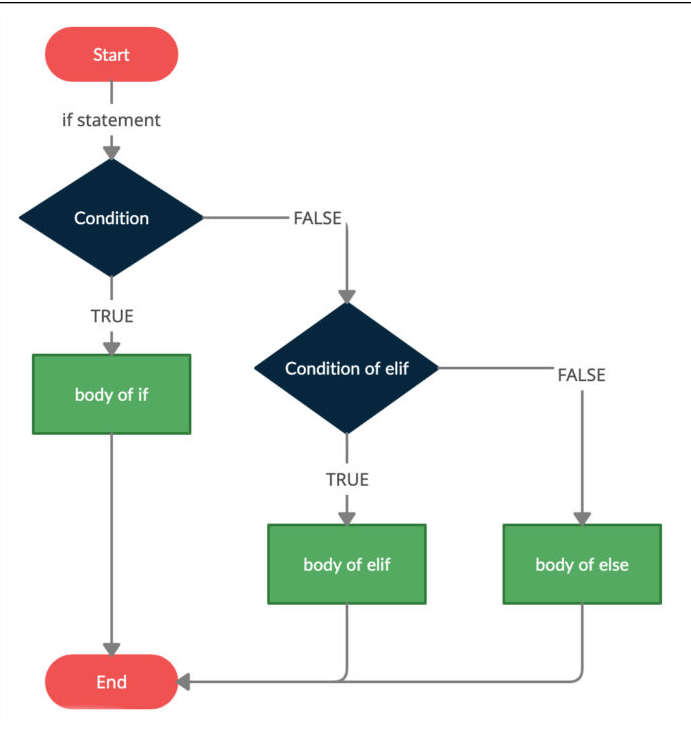 Start
if statement
Condition
FALSE
TRUE
Condition of elif
body of if
FALSE
TRUE
body of elif
body of else
End